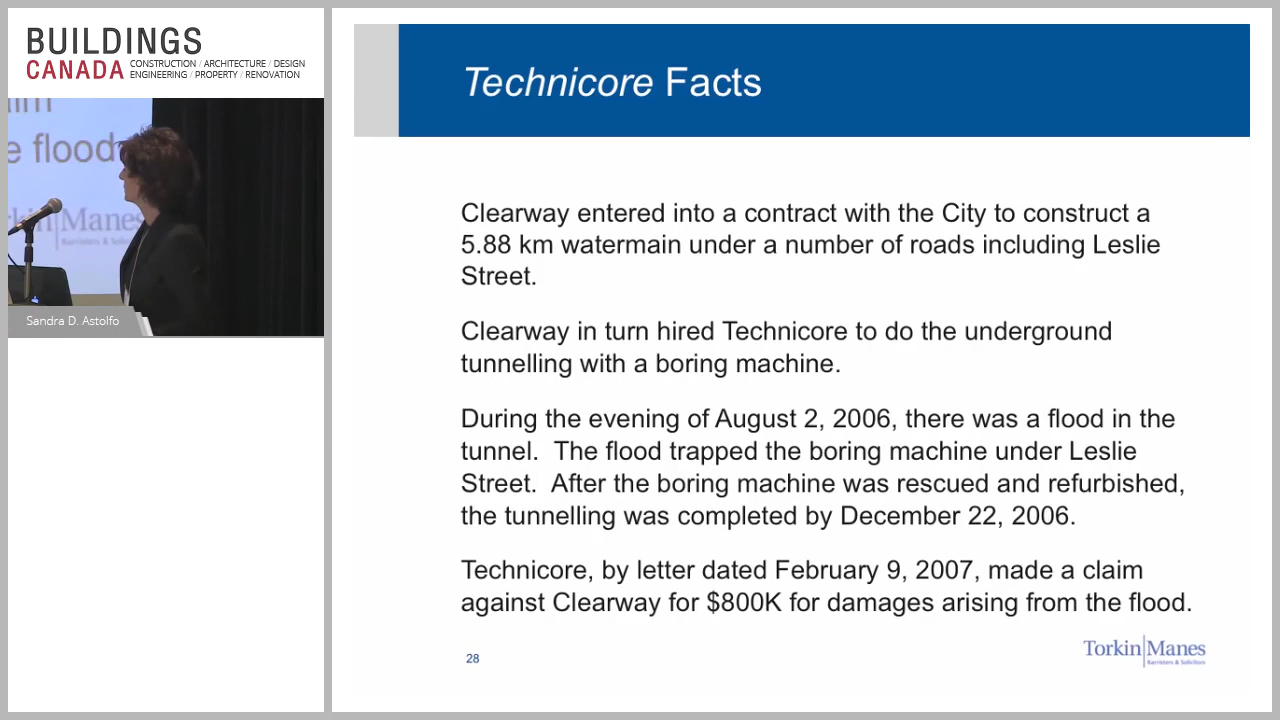 BUILDINGS
CANADA CONSTRUCTION / ARCHITECTURE / DESIGN
ENGINEERING / PROPERTY / RENOVATION
e flood
Manes
Barristers & Solicitors
Sandra D. Astolfo
Technicore Facts
Clearway entered into a contract with the City to construct a
5.88 km watermain under a number of roads including Leslie
Street.
Clearway in turn hired Technicore to do the underground
tunnelling with a boring machine.
During the evening of August 2, 2006, there was a flood in the
tunnel.  The flood trapped the boring machine under Leslie
Street.  After the boring machine was rescued and refurbished,
the tunnelling was completed by December 22, 2006.
Technicore, by letter dated February 9, 2007, made a claim
against Clearway for $800K for damages arising from the flood.
28
Torkin Manes
Barristers & Solicitors